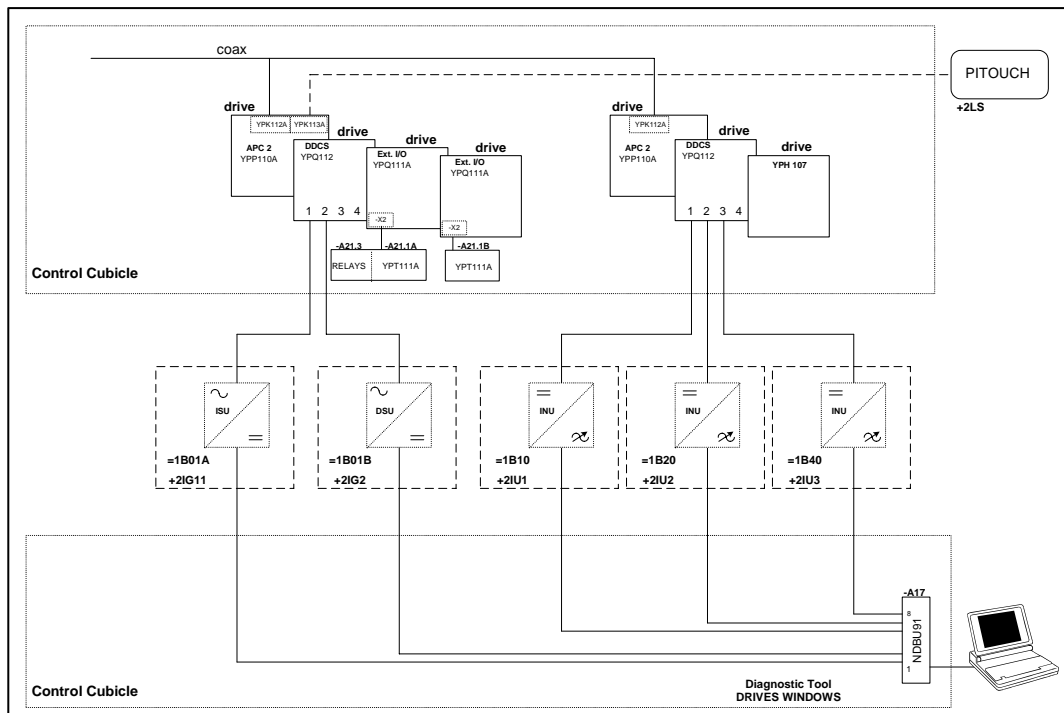 coax
PITOUCH
+2LS
drive
YPK112A
YPK113A
APC 2
YPP110A
drive
DDCS
YPQ112
1 2 3 4
drive
Ext. I/O
YPQ111A
-X2
drive
Ext. I/O
YPQ111A
-X2
-A21.3
RELAYS
-A21.1A
YPT111A
-A21.1B
YPT111A
drive
YPK112A
APC 2
YPP110A
drive
DDCS
YPQ112
1 2 3 4
drive
YPH 107
Control Cubicle
ISU
=1B01A
+2IG11
DSU
=1B01B
+2IG2
INU
=1B10
+2IU1
INU
=1B20
+2IU2
INU
=1B40
+2IU3
-A17
8
NDBU91
1
Control Cubicle
Diagnostic Tool
DRIVES WINDOWS